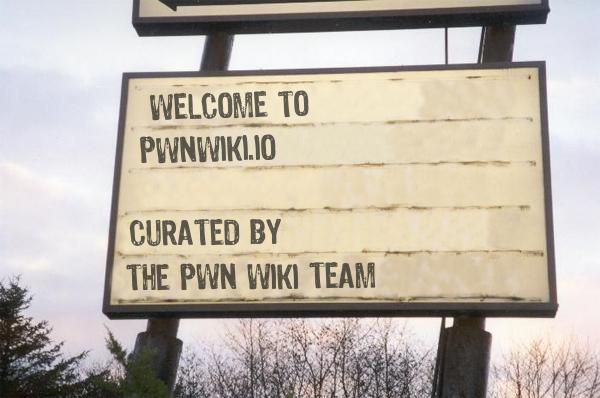 WELCOME TO
PWNWIKI.IO
CURATED BY
THE PWN WIKI TEAM